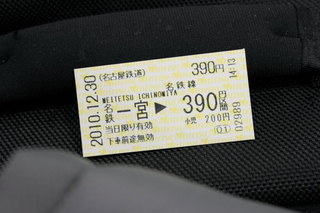 (名古屋鉄道) 390円
2010.12.30
MEITETSU ICHINOMIYA
名鉄線
名鉄一宮 ▶ 390円区間
当日限り有効 小児 200円
下車前途無効
14:13
02989